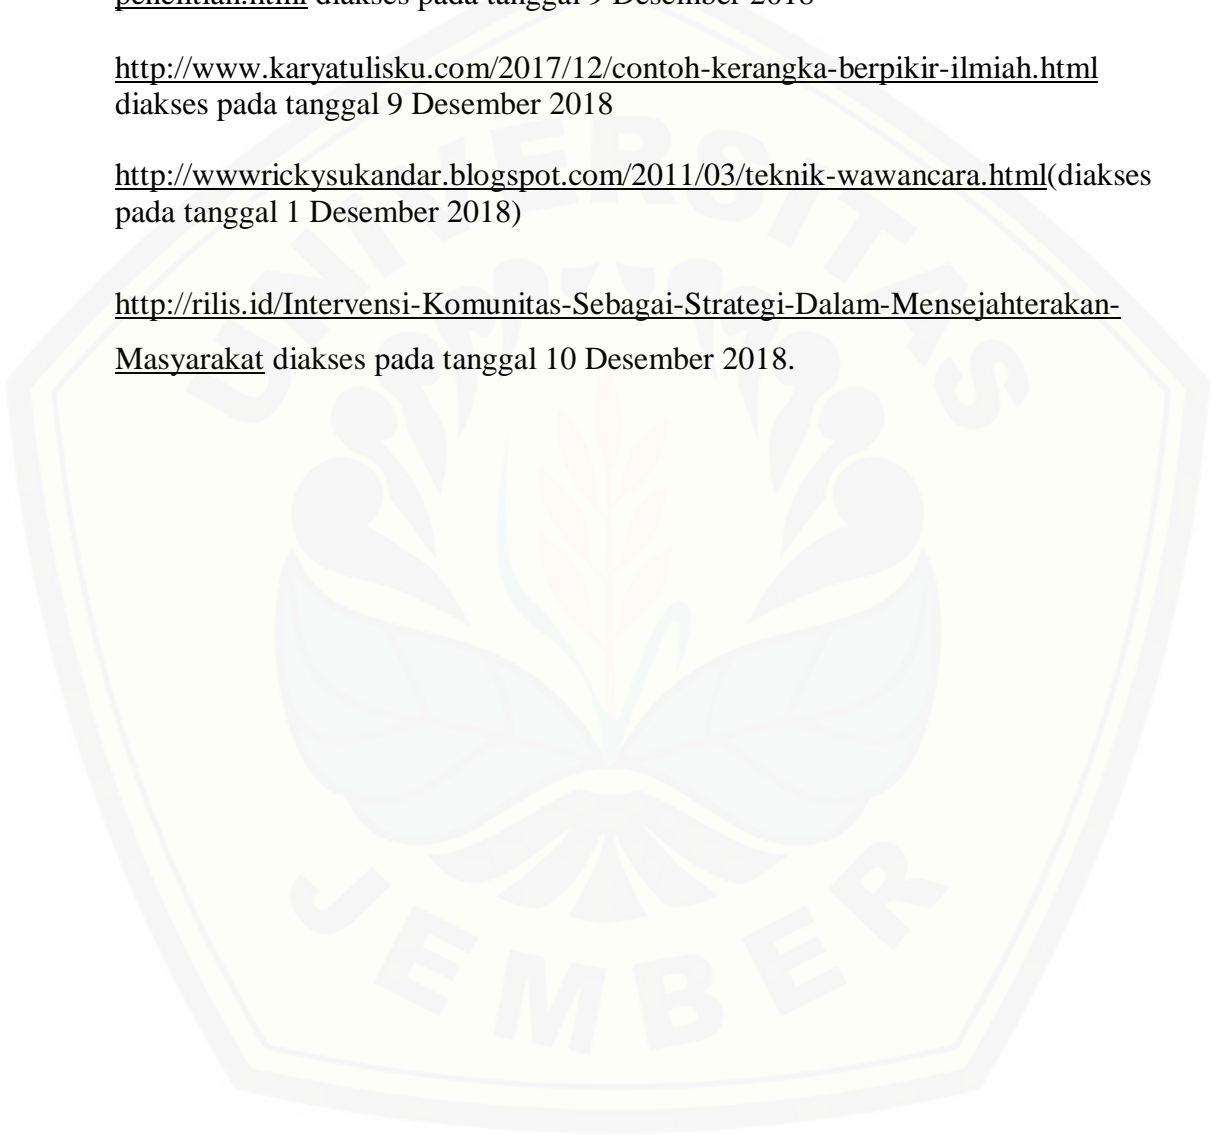 penelitian.html diakses pada tanggal 9 Desember 2018
http://www.karyatulisku.com/2017/12/contoh-kerangka-berpikir-ilmiah.html
diakses pada tanggal 9 Desember 2018
http://wwwrickysukandar.blogspot.com/2011/03/teknik-wawancara.html(diakses
pada tanggal 1 Desember 2018)
http://rilis.id/Intervensi-Komunitas-Sebagai-Strategi-Dalam-Mensejahterakan-
Masyarakat diakses pada tanggal 10 Desember 2018.
UNIVERSITAS
JEMBER